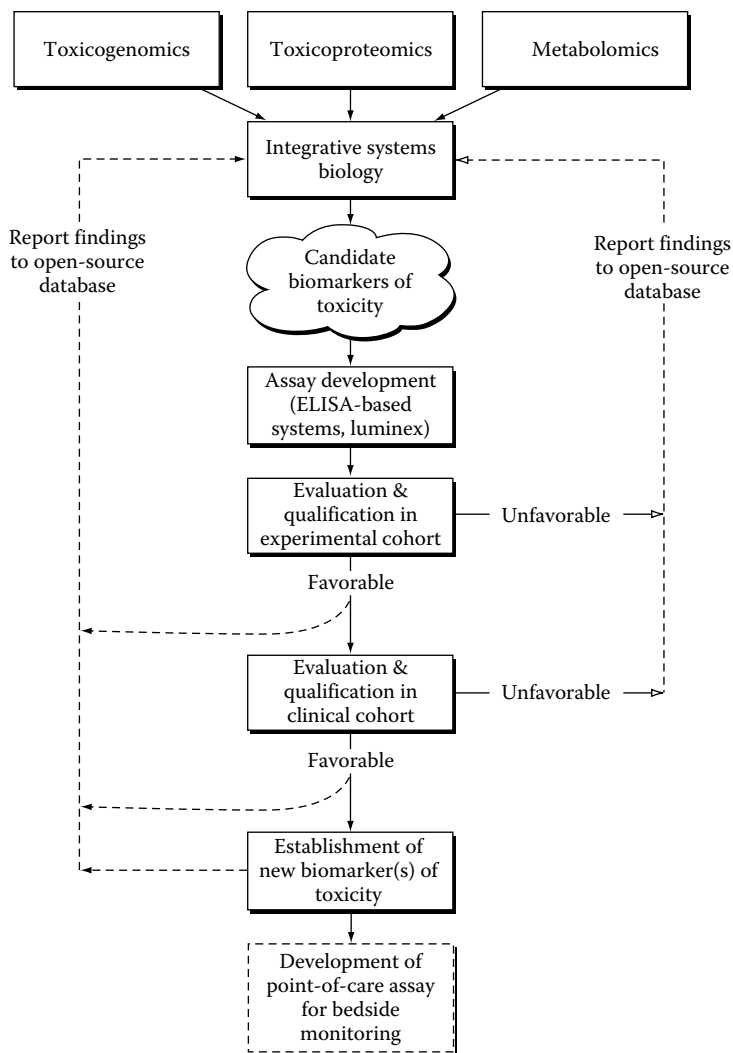 Toxicogenomics
Toxicoproteomics
Metabolomics
Integrative systems
biology
Report findings
to open-source
database
Report findings
to open-source
database
Candidate
biomarkers of
toxicity
Assay development
(ELISA-based
systems, luminex)
Evaluation &
qualification in
experimental cohort
Unfavorable
Favorable
Evaluation &
qualification in
clinical cohort
Unfavorable
Favorable
Establishment of
new biomarker(s) of
toxicity
Development of
point-of-care assay
for bedside
monitoring